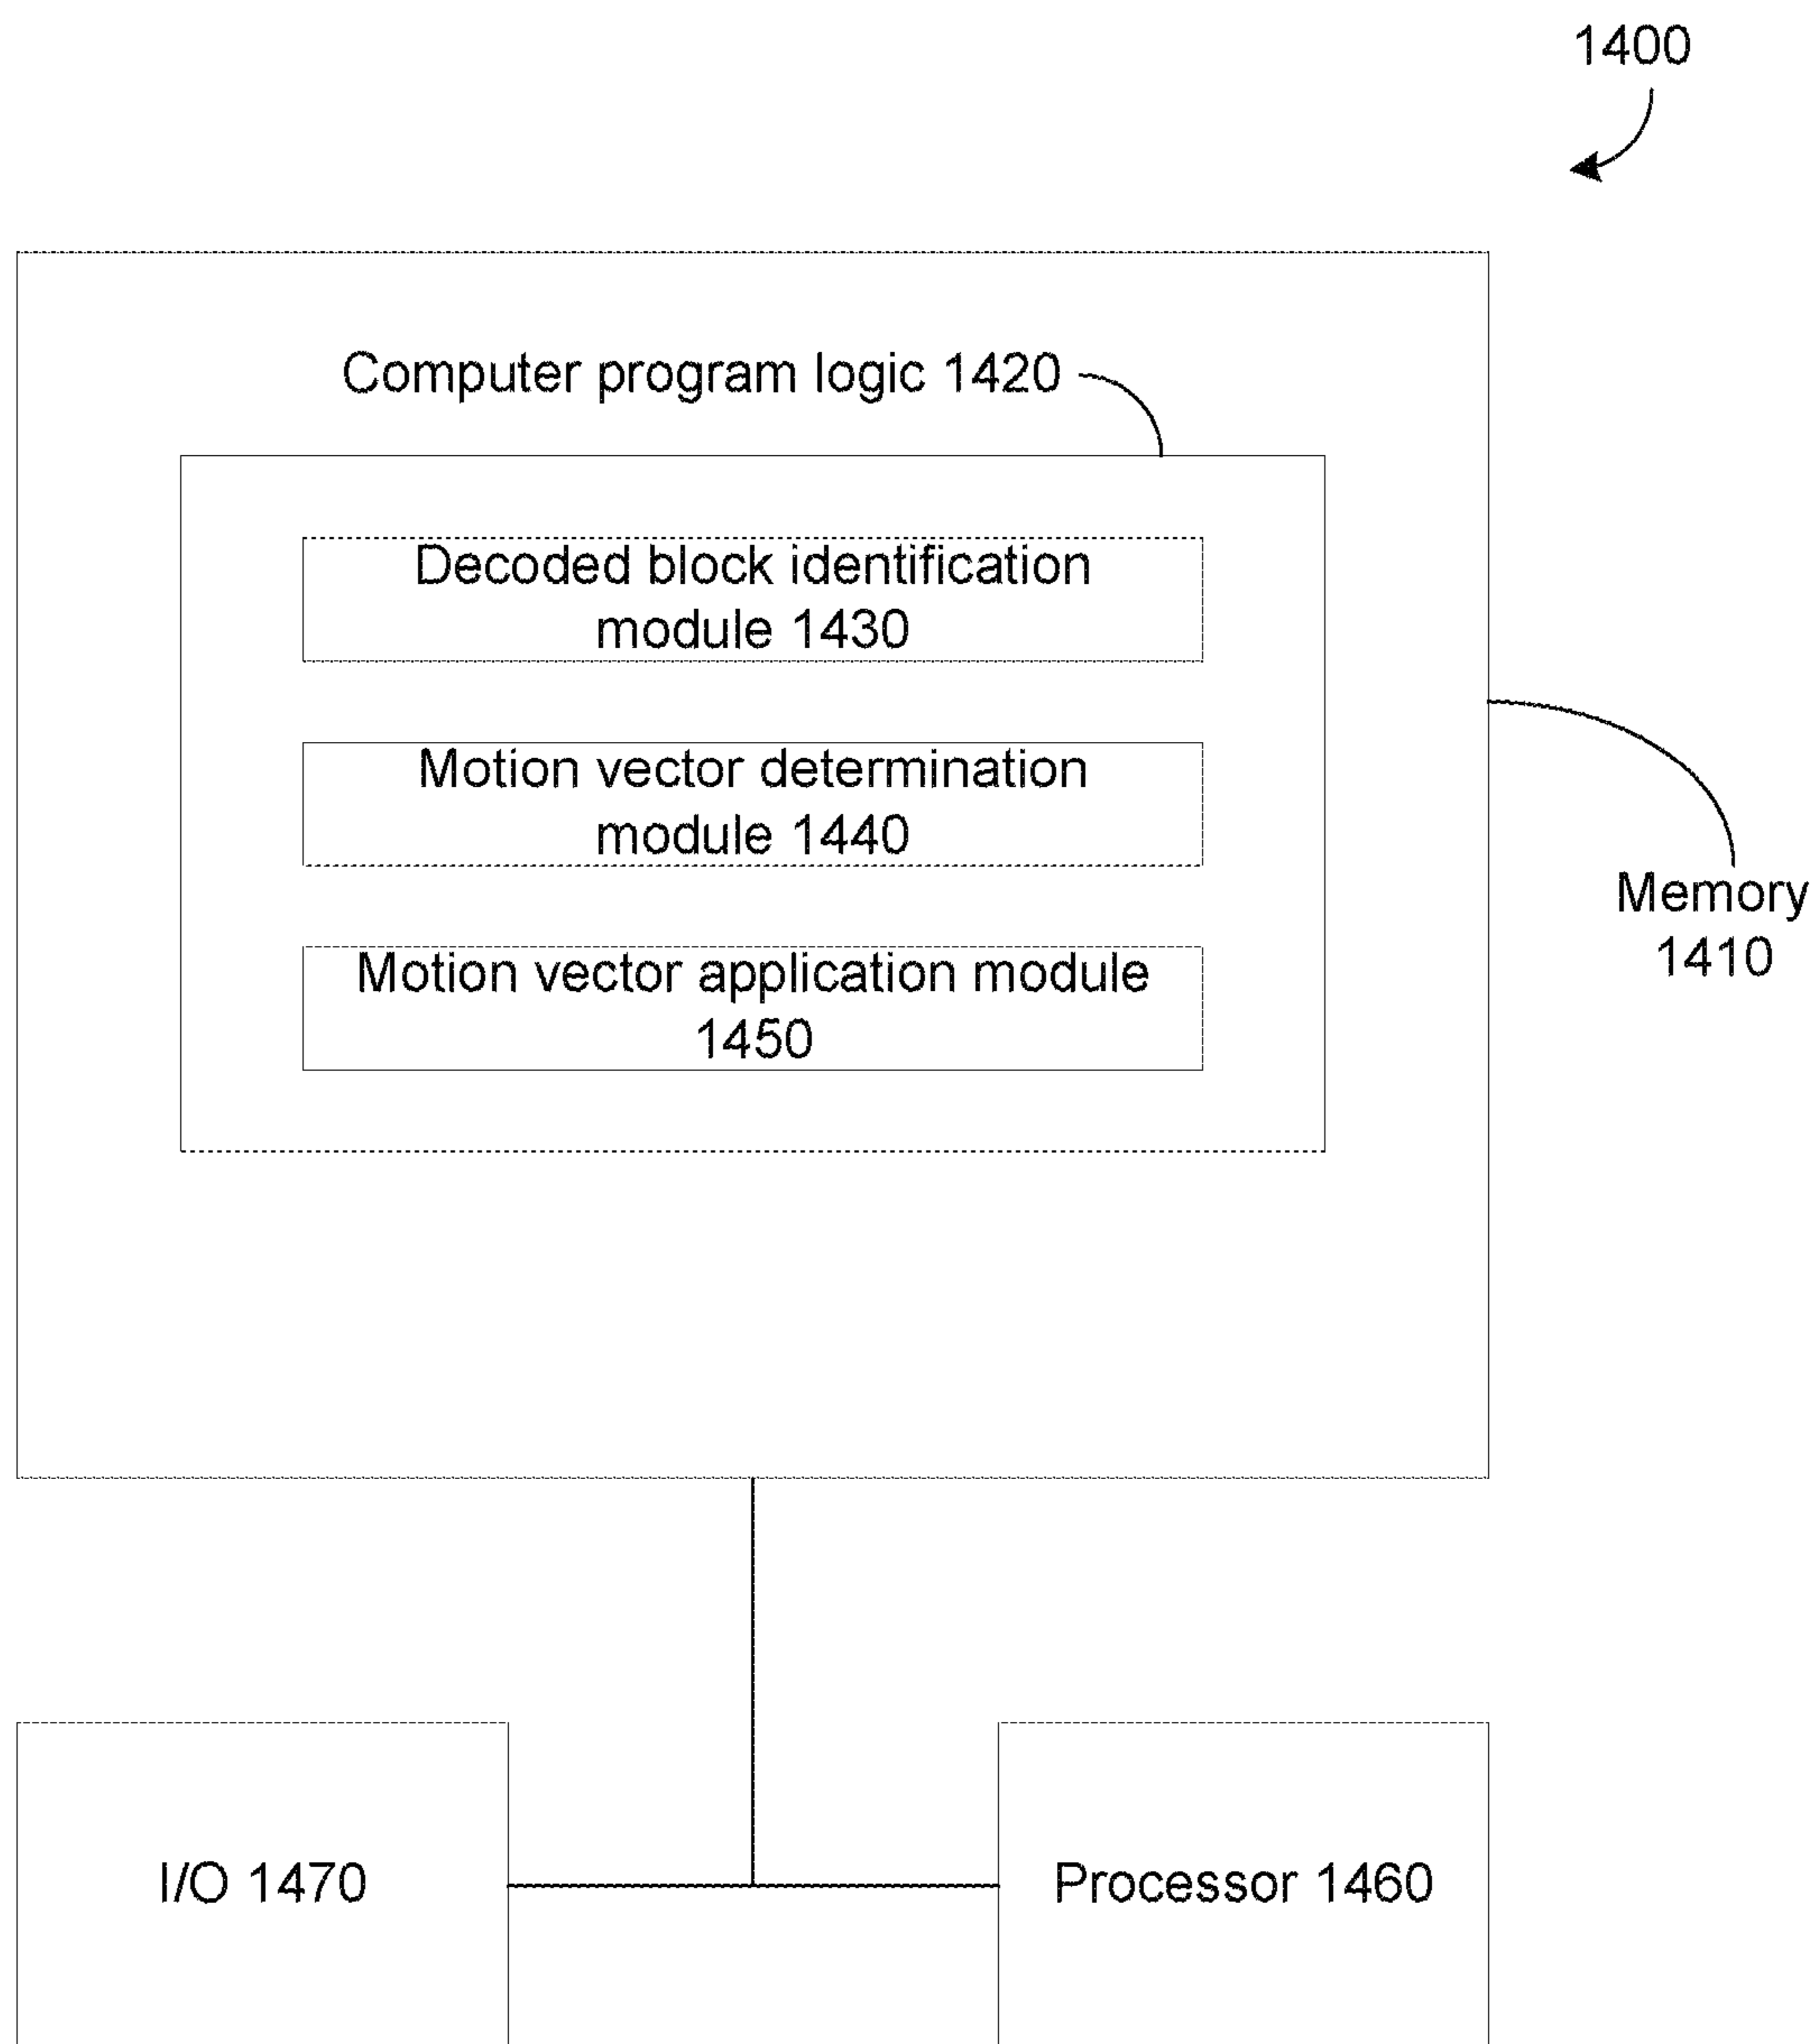 1400
Computer program logic 1420
Decoded block identification
module 1430
Motion vector determination
module 1440
Motion vector application module
1450
Memory
1410
I/O 1470
Processor 1460